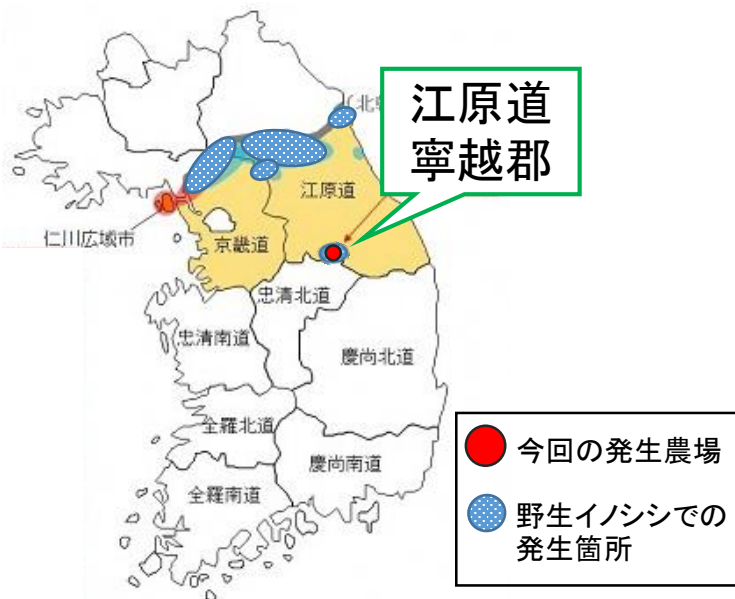 江原道
寧越郡
(北朝
江原道
仁川広域市
京畿道
忠清北道
忠清南道
慶尚北道
全羅北道
慶尚南道
全羅南道
今回の発生農場
野生イノシシでの
発生箇所